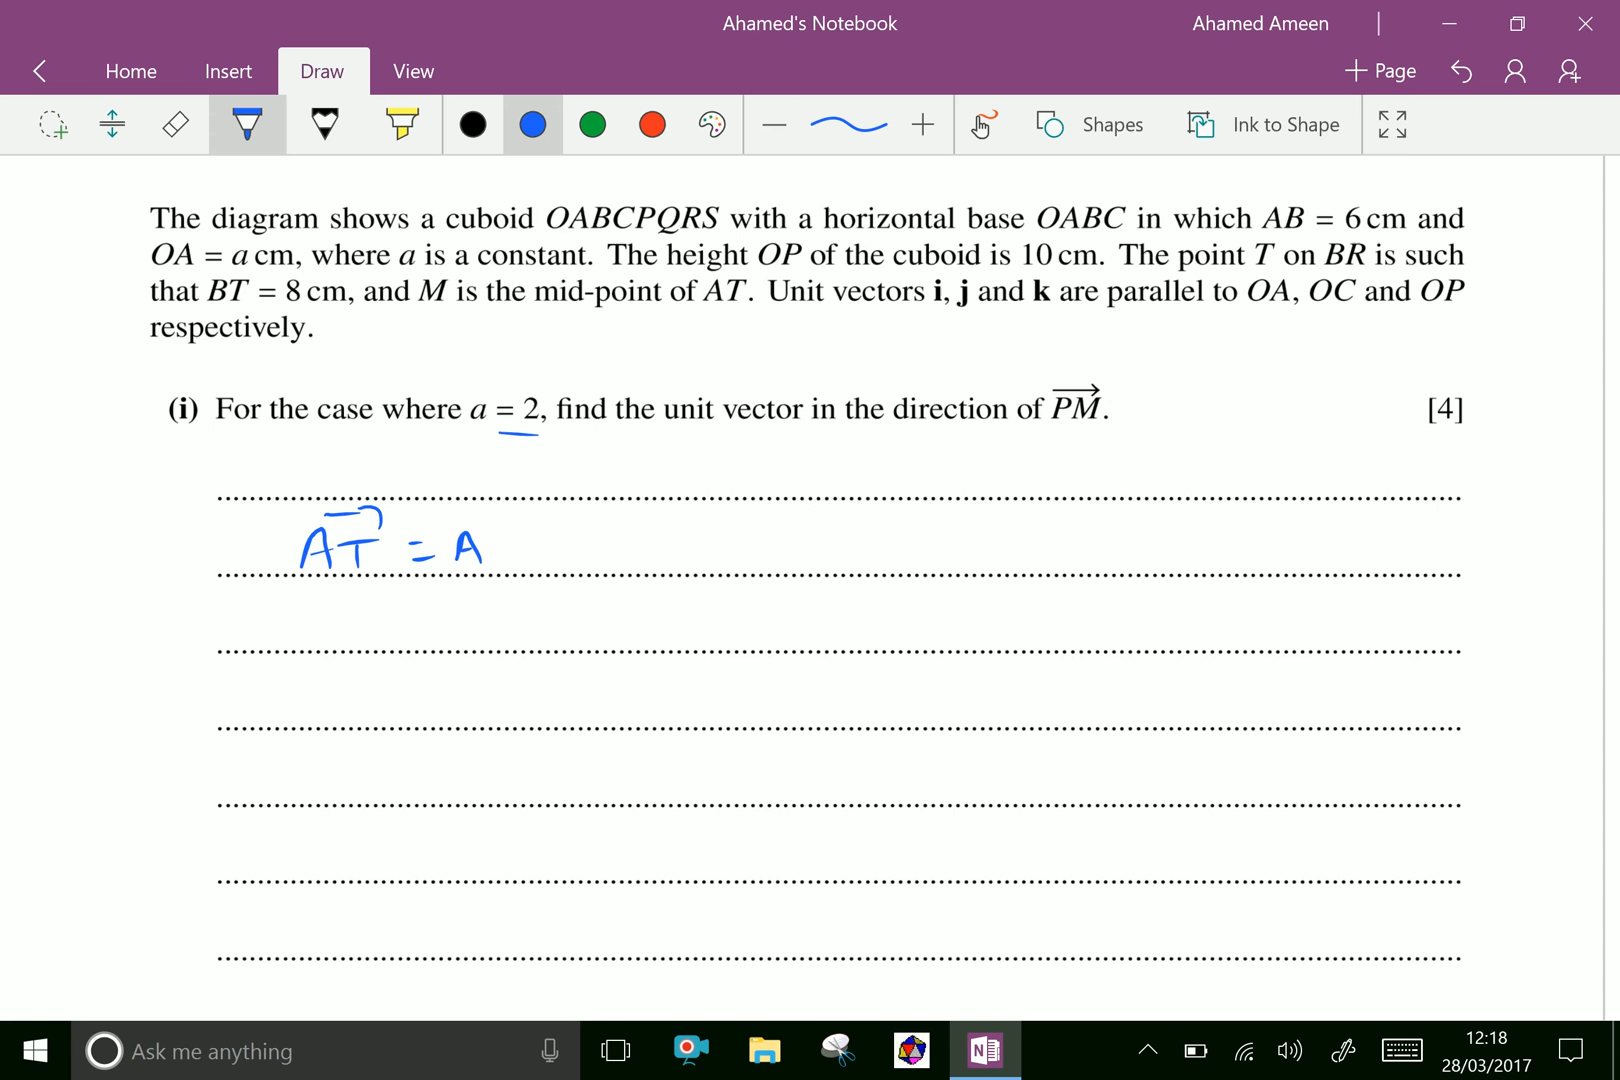 Ahamed's Notebook
Ahamed Ameen
Home Insert Draw View
Page
Shapes
Ink to Shape
The diagram shows a cuboid OABCPQRS with a horizontal base OABC in which AB = 6 cm and
OA = a cm, where a is a constant. The height OP of the cuboid is 10 cm. The point T on BR is such
that BT = 8 cm, and M is the mid-point of AT. Unit vectors i, j and k are parallel to OA, OC and OP
respectively.
(i) For the case where a = 2, find the unit vector in the direction of \overrightarrow{PM}. [4]
\overrightarrow{AT} = A
Ask me anything
N
12:18
28/03/2017